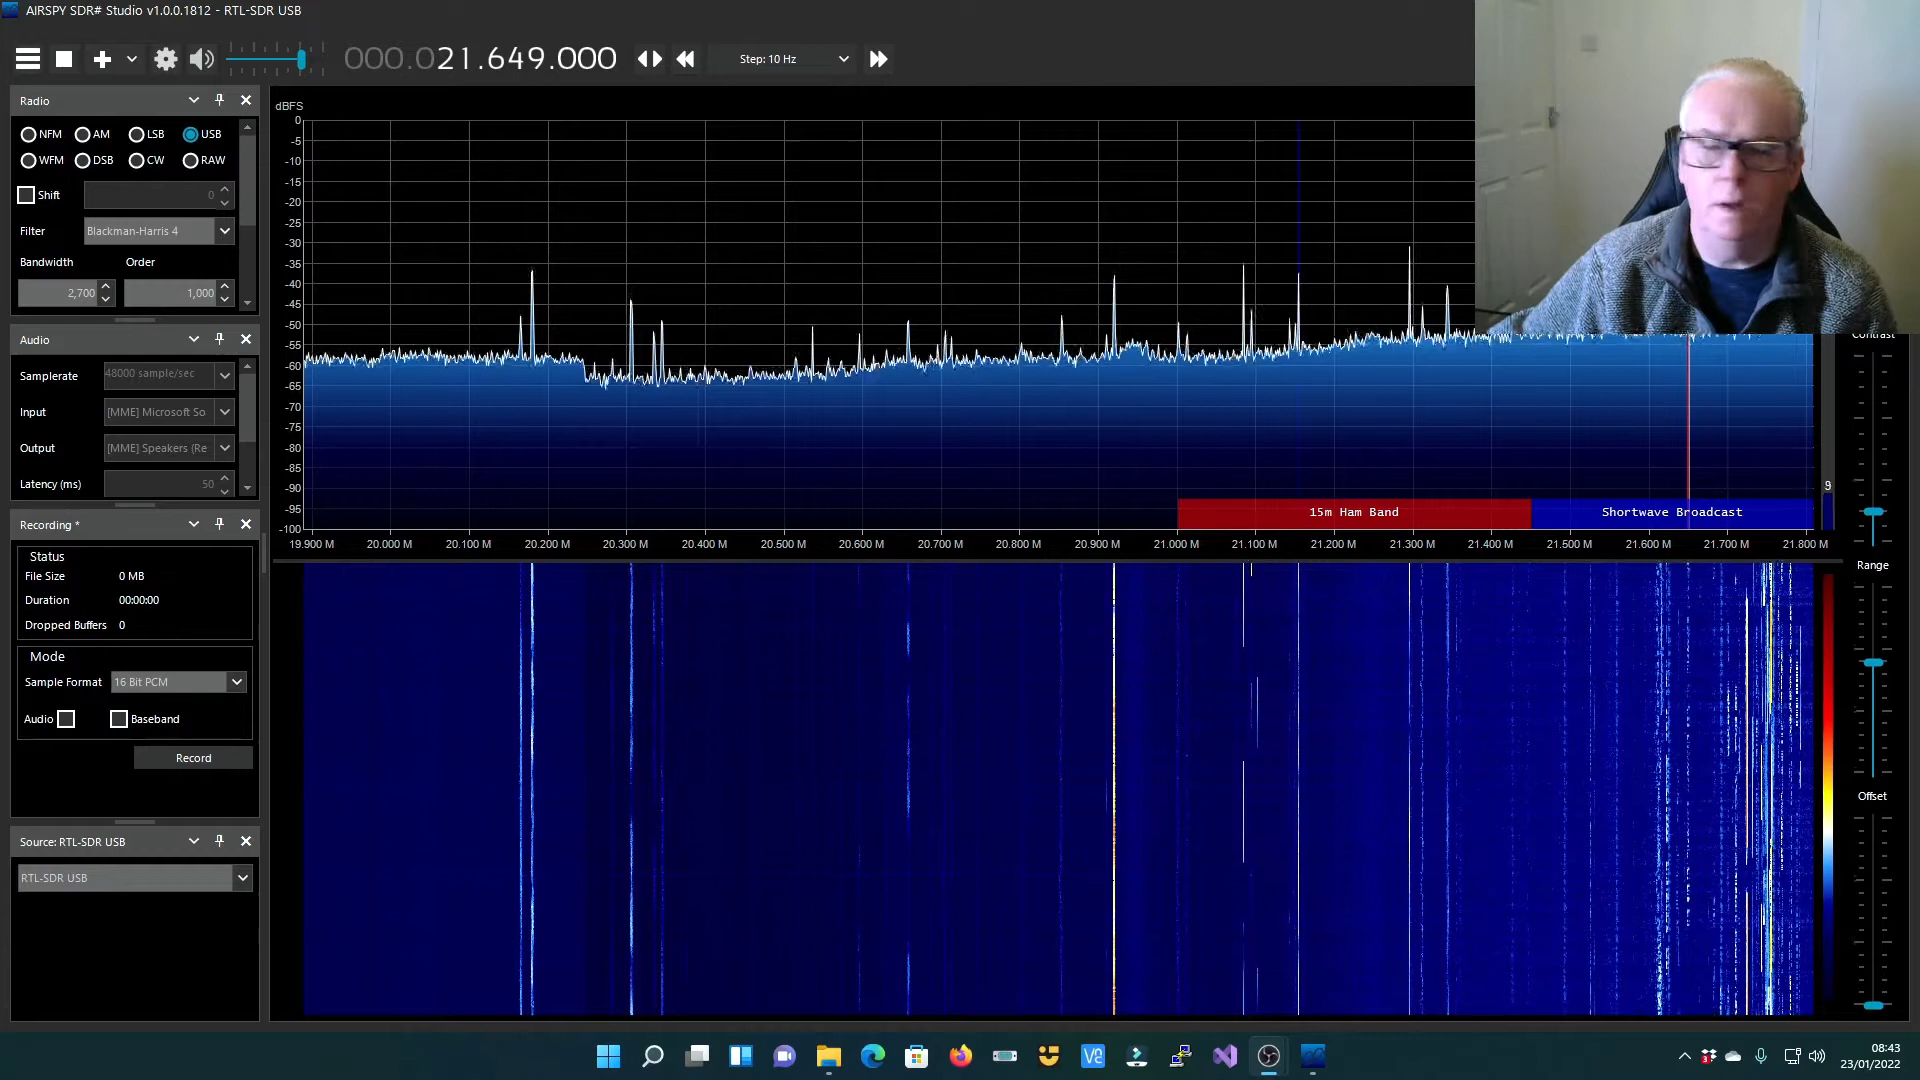 AIRSPY SDR# Studio v1.0.0.1812 - RTL-SDR USB
000.021.649.000
Step: 10 Hz
Radio
NFM AM LSB USB
WFM DSB CW RAW
Shift 0
Filter Blackman-Harris 4
Bandwidth Order
2,700 1,000
Audio
Samplerate 48000 sample/sec
Input [MME] Microsoft So
Output [MME] Speakers (Re
Latency (ms) 50
Recording *
Status
File Size 0 MB
Duration 00:00:00
Dropped Buffers 0
Mode
Sample Format 16 Bit PCM
Audio Baseband
Record
Source: RTL-SDR USB
RTL-SDR USB
dBFS
0
-5
-10
-15
-20
-25
-30
-35
-40
-45
-50
-55
-60
-65
-70
-75
-80
-85
-90
-95
-100
15m Ham Band Shortwave Broadcast
19.900 M 20.000 M 20.100 M 20.200 M 20.300 M 20.400 M 20.500 M 20.600 M 20.700 M 20.800 M 20.900 M 21.000 M 21.100 M 21.200 M 21.300 M 21.400 M 21.500 M 21.600 M 21.700 M 21.800 M
9
Contrast
Range
Offset
08:43
23/01/2022